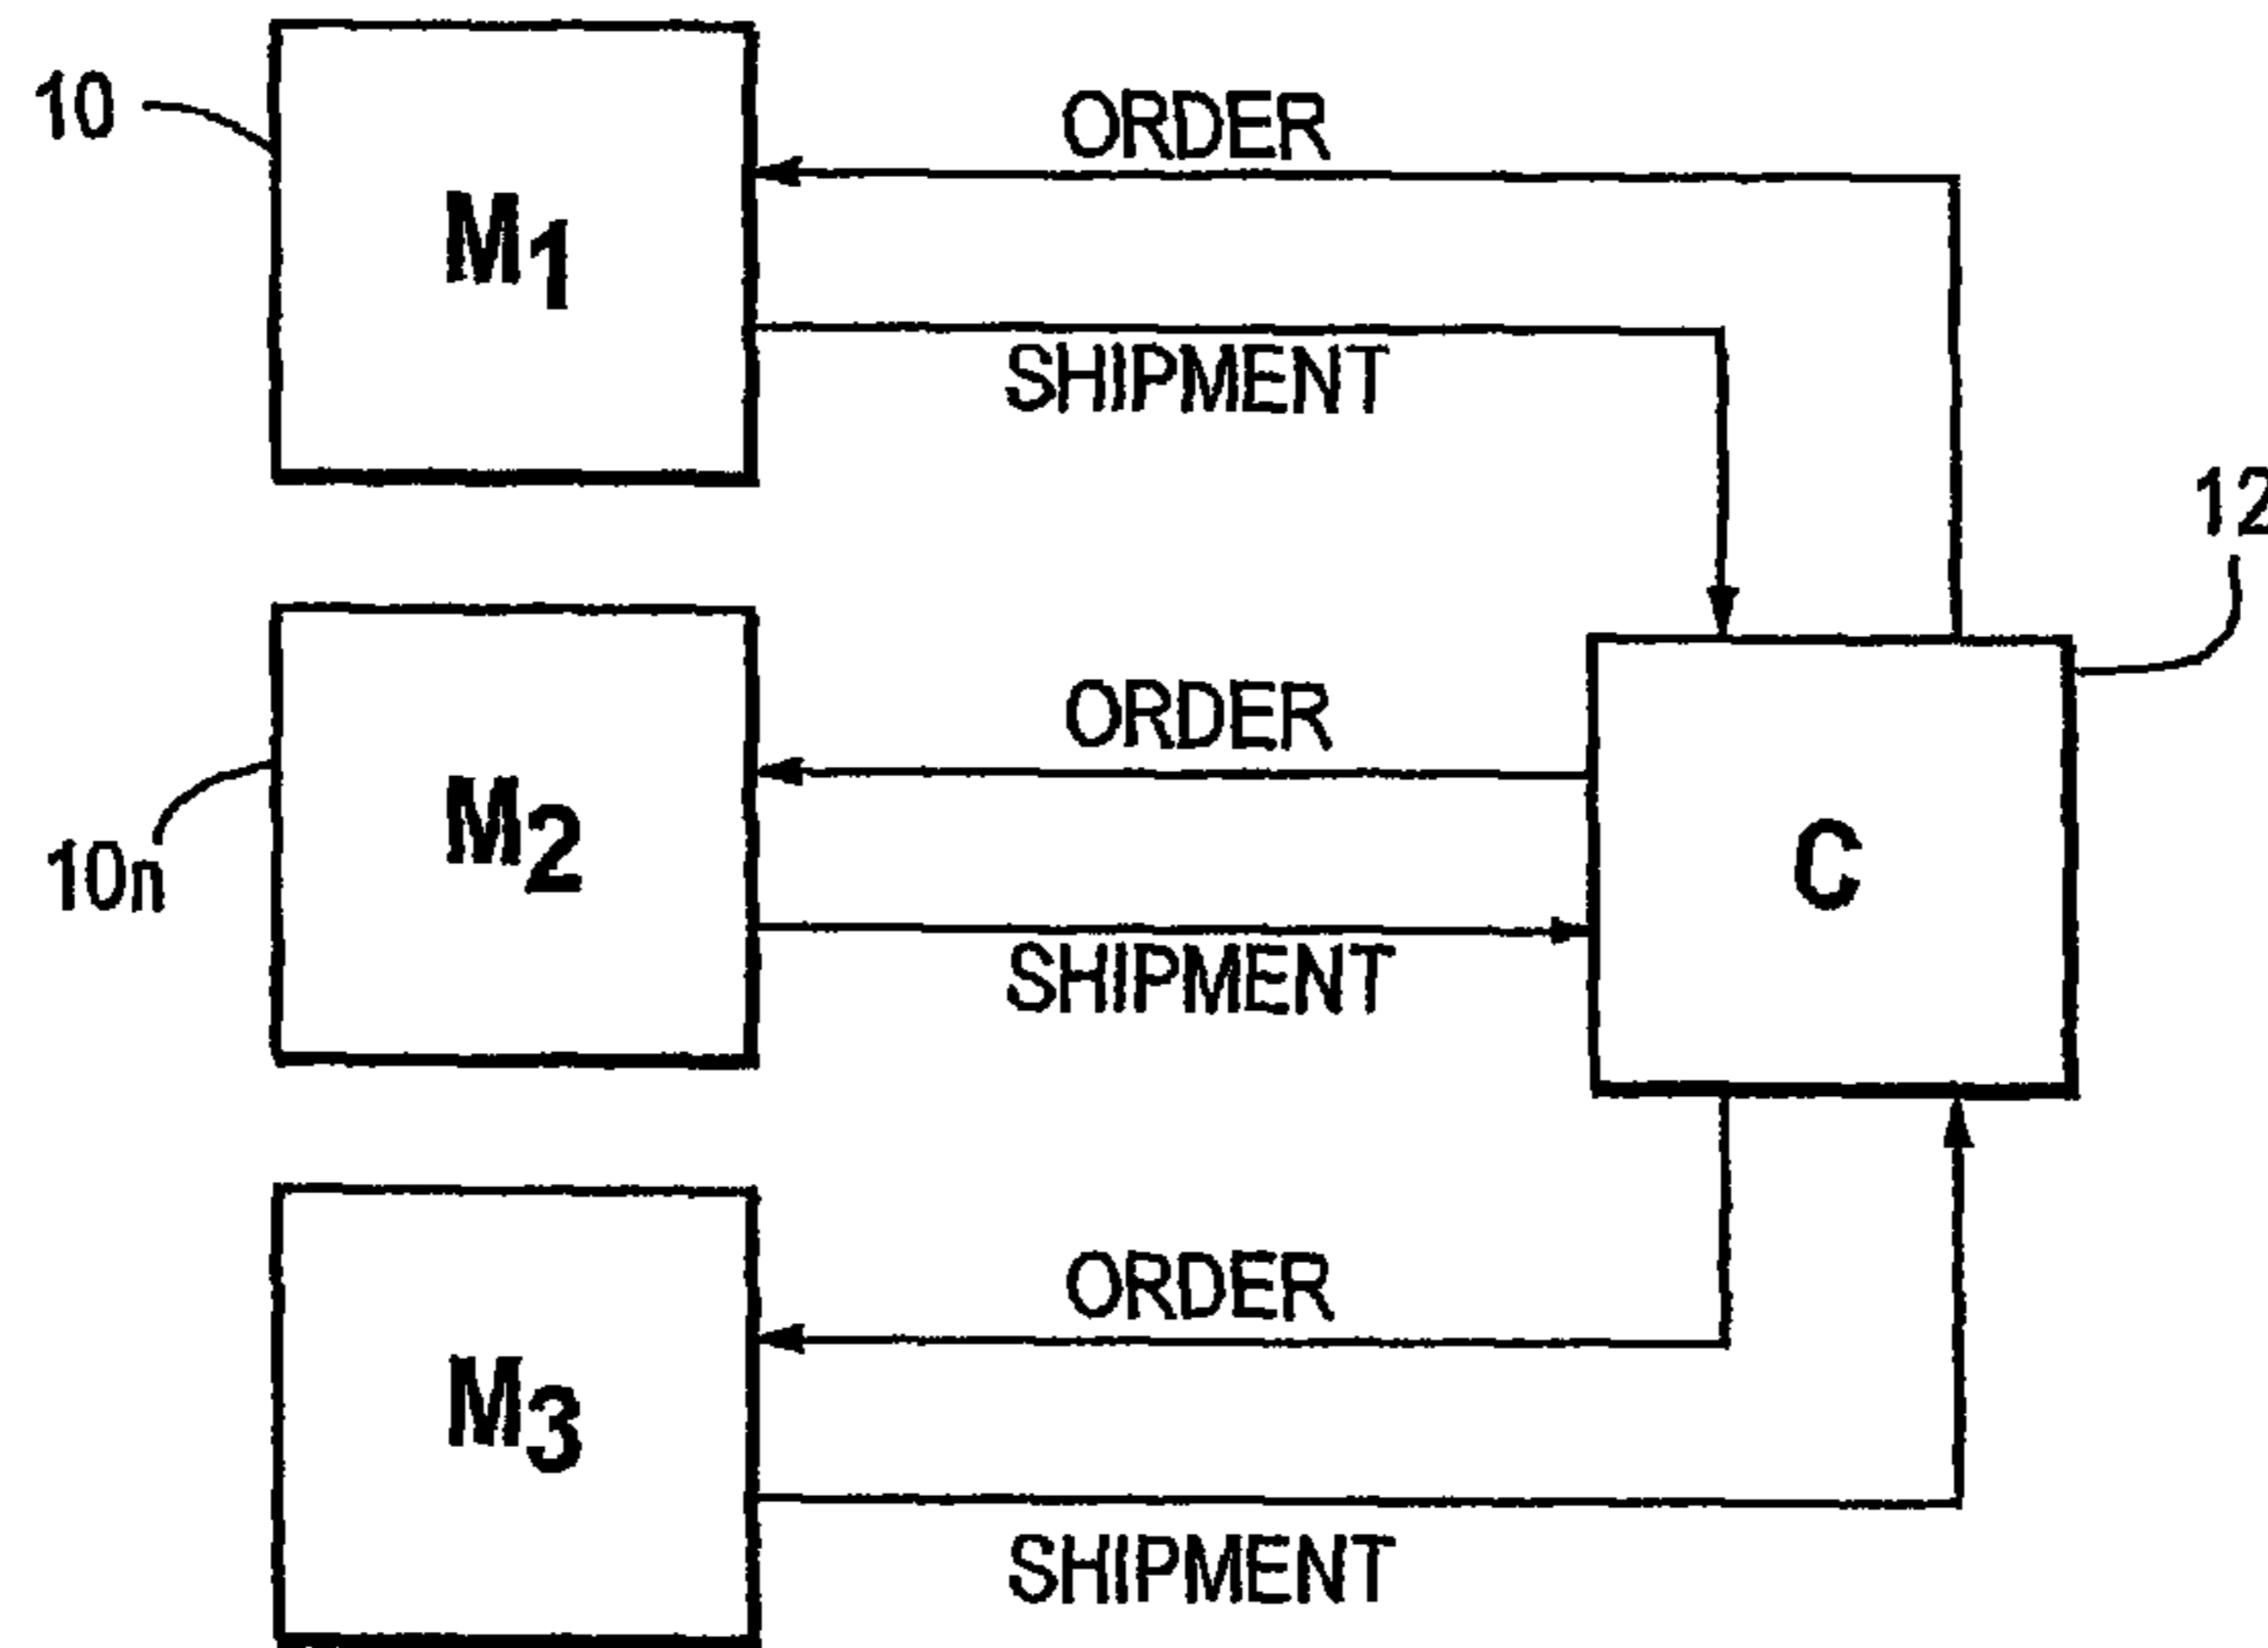 10
ORDER
M1
SHIPMENT
12
ORDER
M2
10n
C
SHIPMENT
ORDER
M3
SHIPMENT